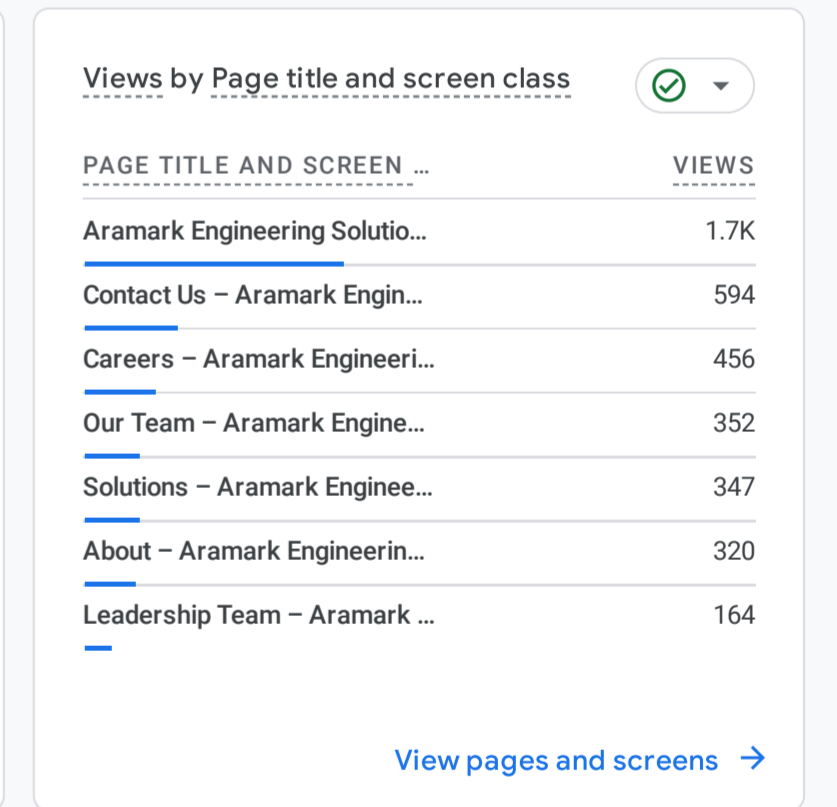 Views by Page title and screen class
PAGE TITLE AND SCREEN ... VIEWS
Aramark Engineering Solutio... 1.7K
Contact Us – Aramark Engin... 594
Careers – Aramark Engineeri... 456
Our Team – Aramark Engine... 352
Solutions – Aramark Enginee... 347
About – Aramark Engineerin... 320
Leadership Team – Aramark ... 164
View pages and screens →